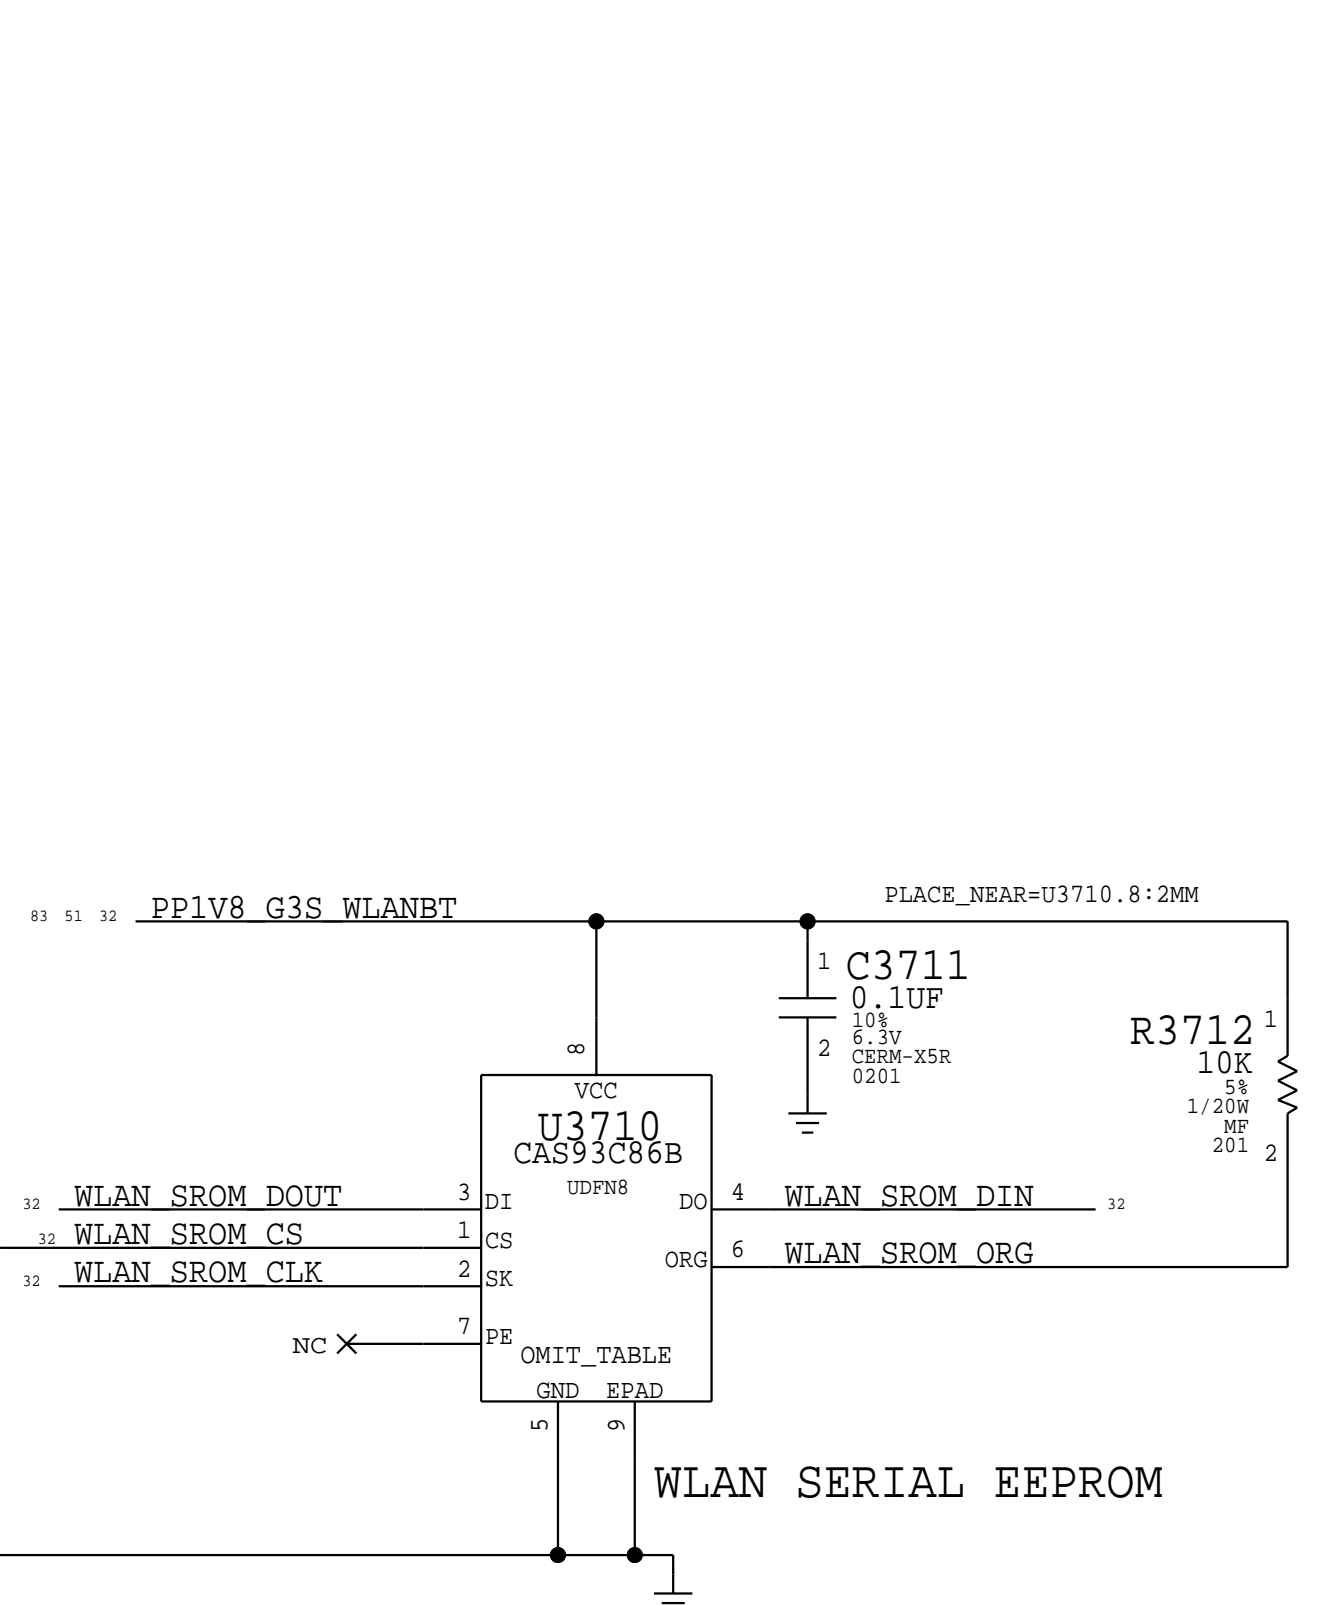 PLACE_NEAR=U3710.8:2MM
83 51 32 PP1V8_G3S_WLANBT
1 C3711
0.1UF
10%
6.3V
CERM-X5R
0201
2
R3712 1
10K
5%
1/20W
MF
201
2
8
VCC
U3710
CAS93C86B
UDFN8
32 WLAN_SROM_DOUT 3 DI
DO 4 WLAN_SROM_DIN 32
32 WLAN_SROM_CS 1 CS
ORG 6 WLAN_SROM_ORG
32 WLAN_SROM_CLK 2 SK
NC 7 PE
OMIT_TABLE
GND EPAD
5 9
WLAN SERIAL EEPROM